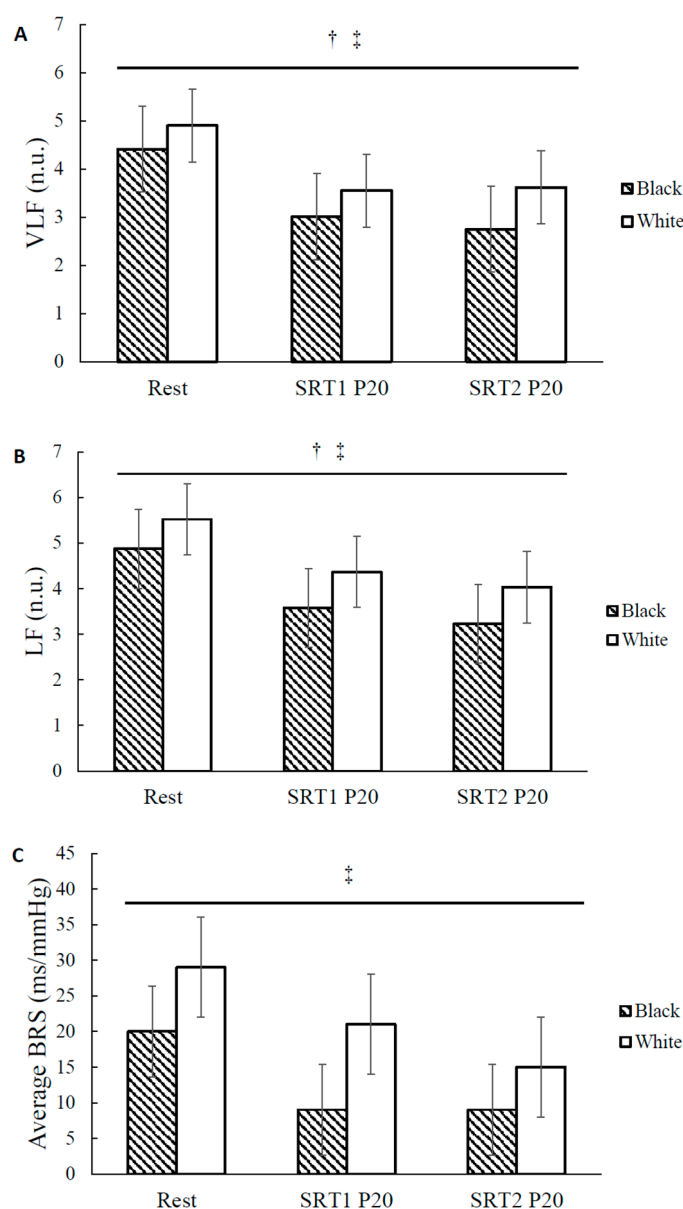 A
† ‡
VLF (n.u.)
7
6
5
4
3
2
1
0
Rest SRT1 P20 SRT2 P20
Black
White
B
† ‡
LF (n.u.)
7
6
5
4
3
2
1
0
Rest SRT1 P20 SRT2 P20
Black
White
C
‡
Average BRS (ms/mmHg)
45
40
35
30
25
20
15
10
5
0
Rest SRT1 P20 SRT2 P20
Black
White